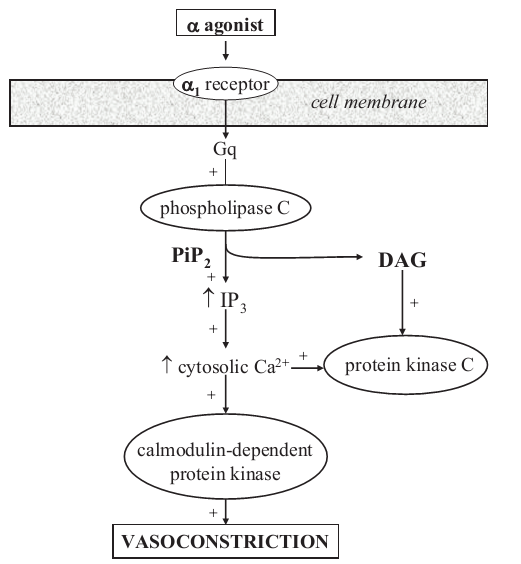 α agonist
α₁ receptor
cell membrane
Gq
+
phospholipase C
PiP₂
DAG
+
↑ IP₃
+
+
↑ cytosolic Ca²⁺
+
protein kinase C
+
calmodulin-dependent
protein kinase
+
VASOCONSTRICTION